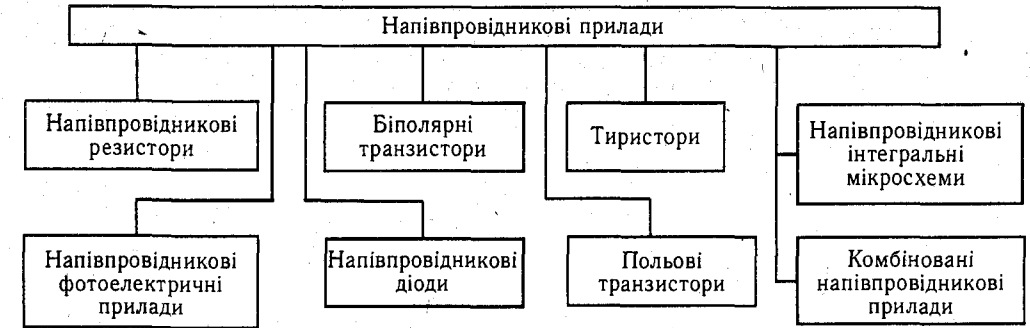 Напівпровідникові прилади
Напівпровідникові
резистори
Біполярні
транзистори
Тиристори
Напівпровідникові
інтегральні
мікросхеми
Напівпровідникові
фотоелектричні
прилади
Напівпровідникові
діоди
Польові
транзистори
Комбіновані
напівпровідникові
прилади